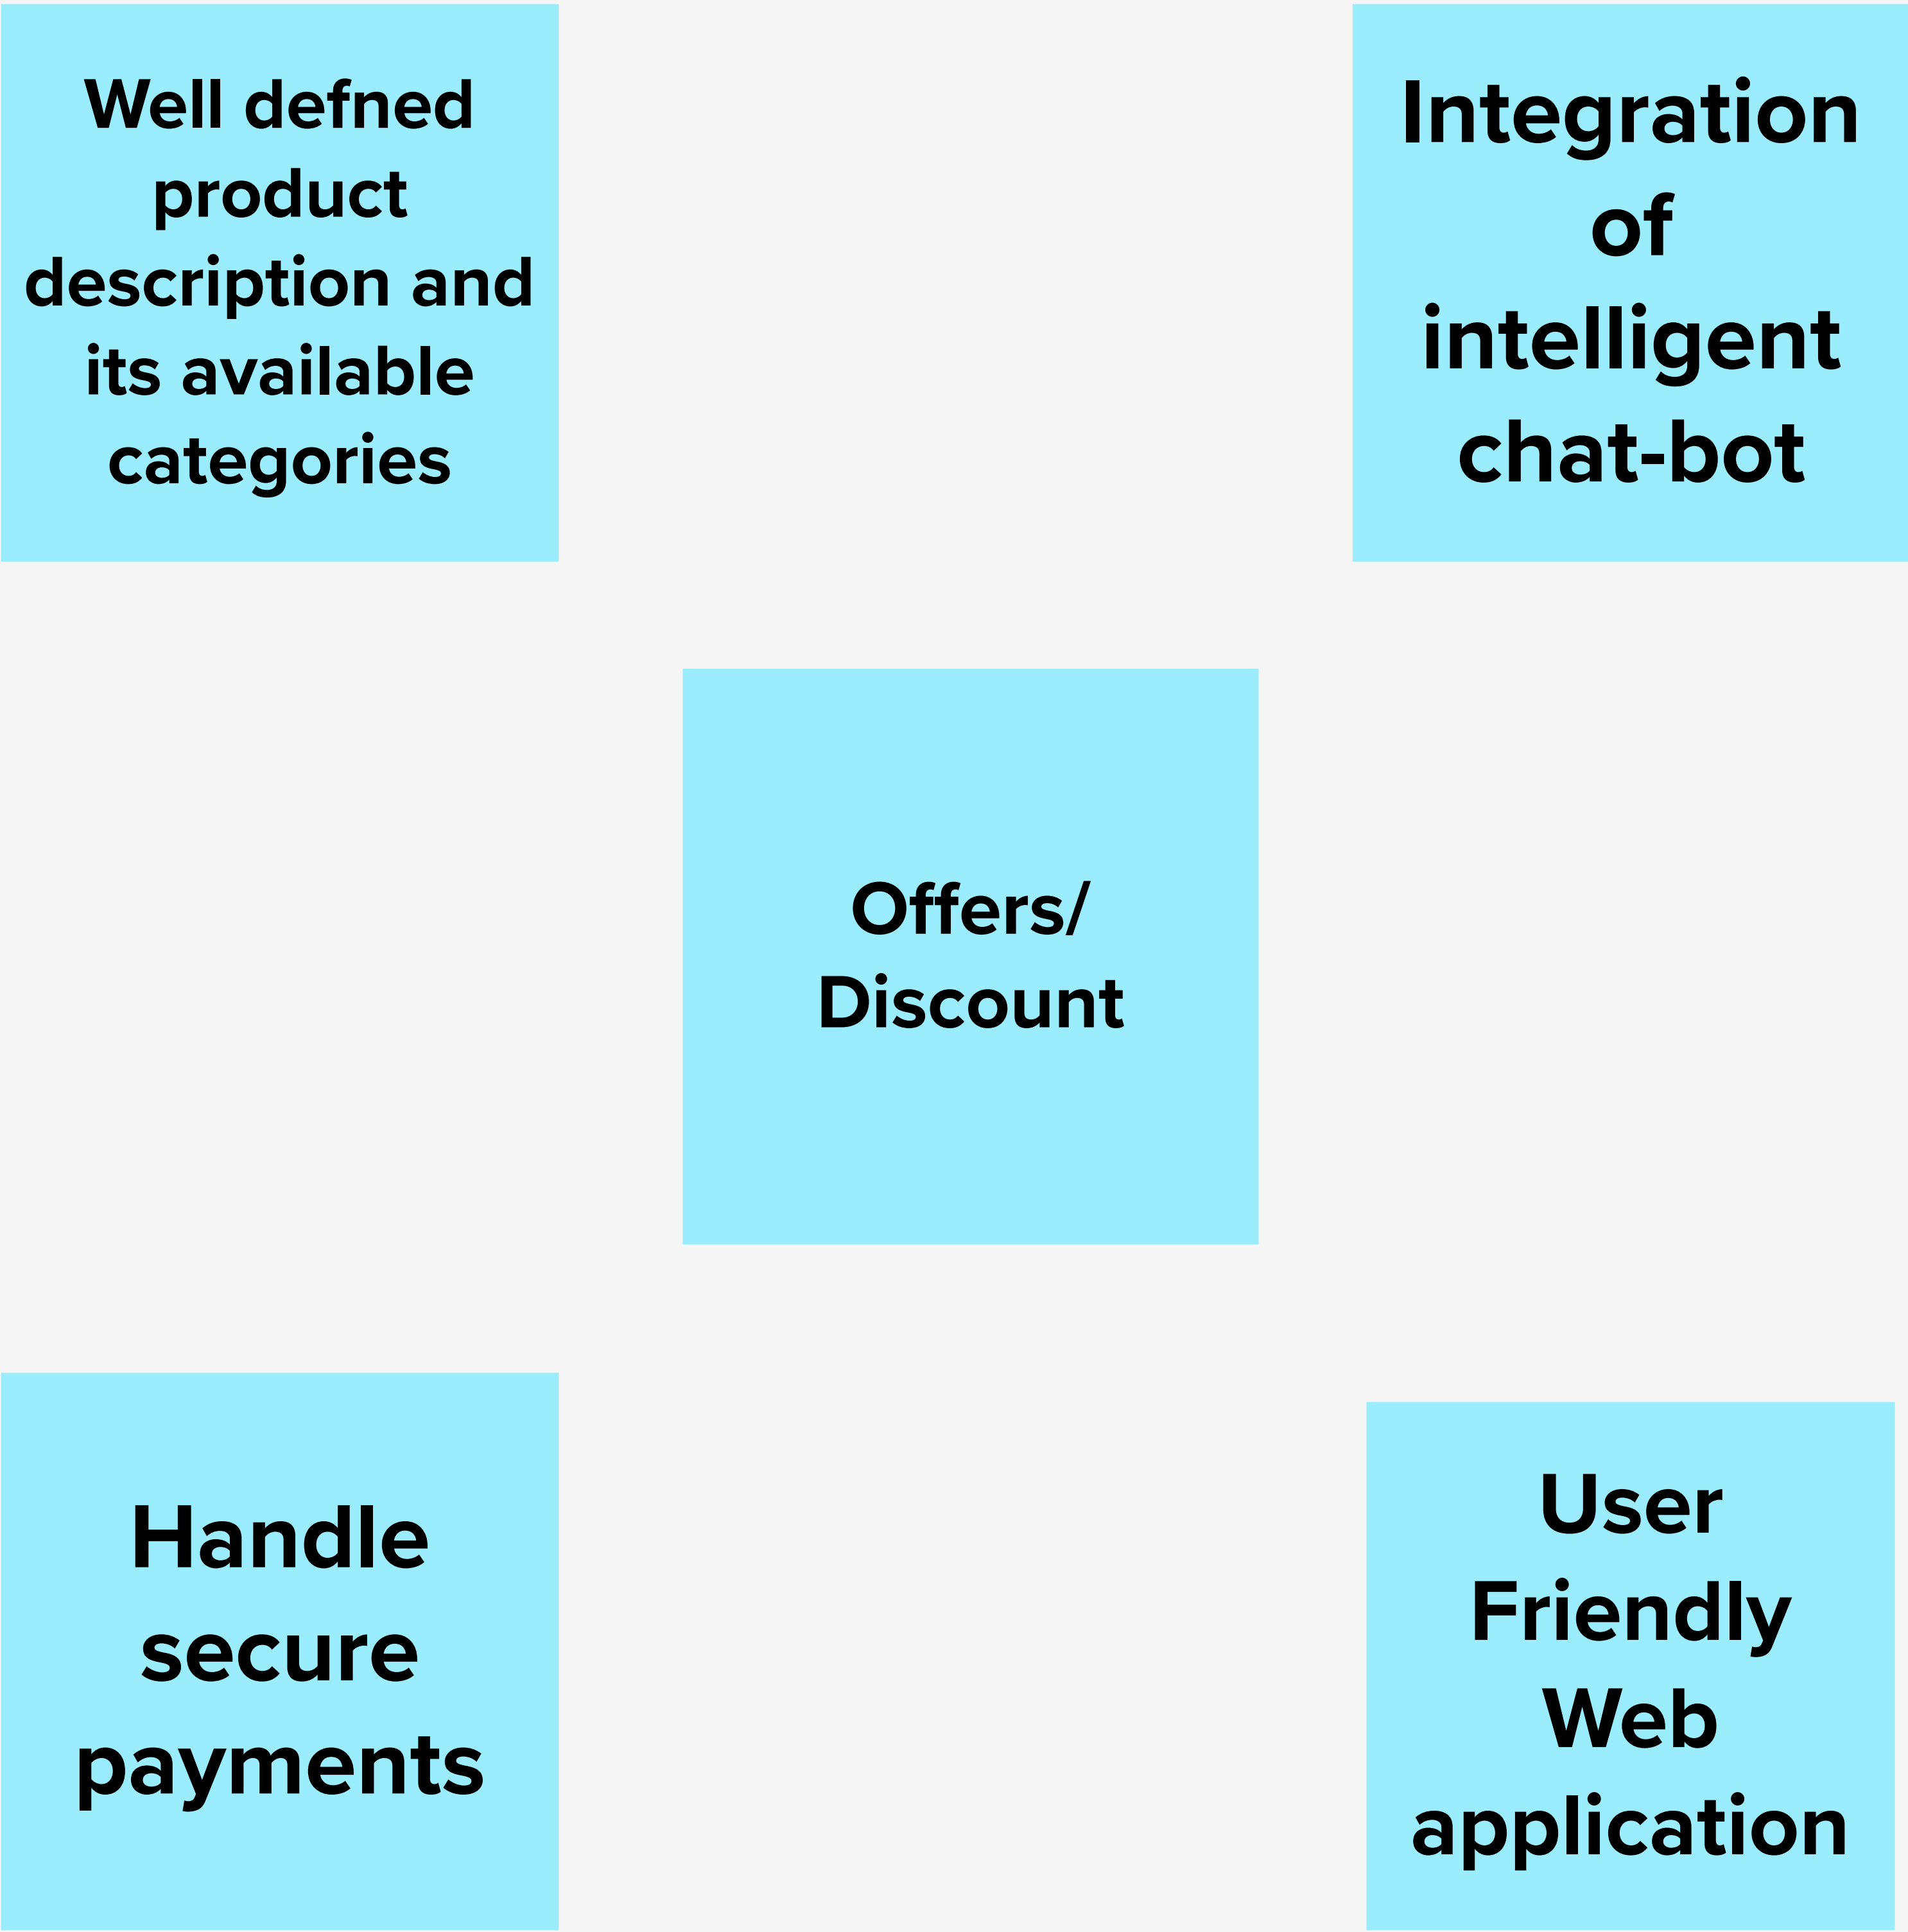 Well defned
product
description and
its available
categories
Integration
of
intelligent
chat-bot
Offers/
Discount
Handle
secure
payments
User
Friendly
Web
application